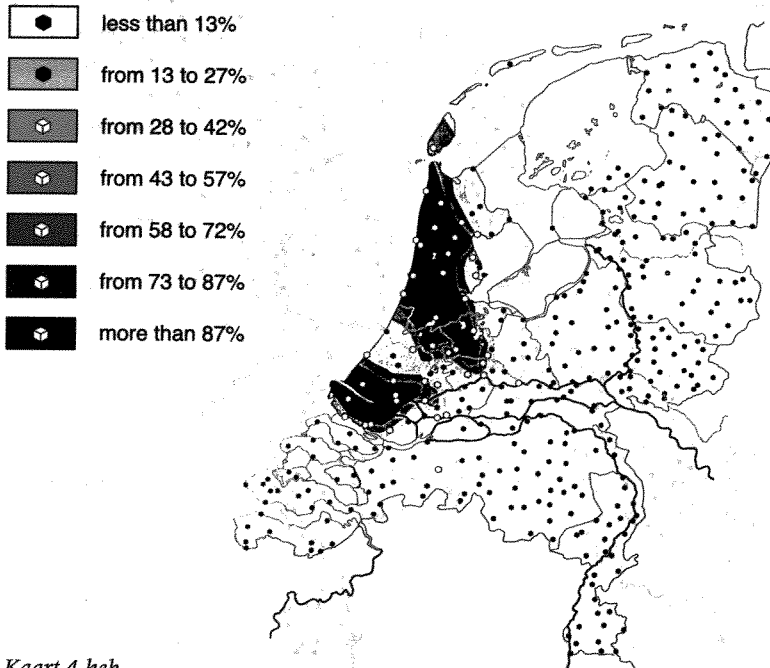 less than 13%
from 13 to 27%
from 28 to 42%
from 43 to 57%
from 58 to 72%
from 73 to 87%
more than 87%
Kaart 4 heb